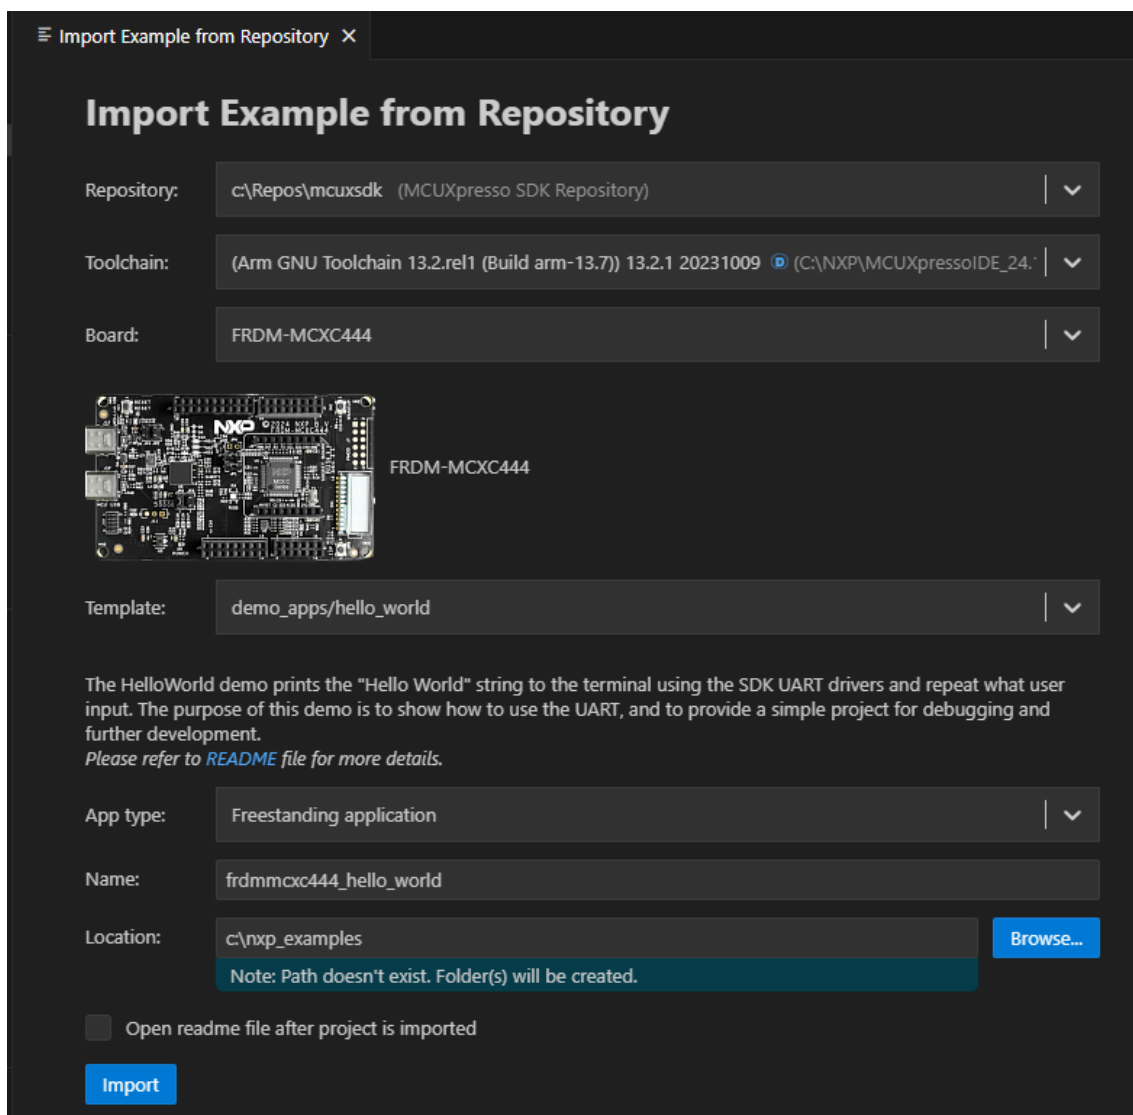 Import Example from Repository
Import Example from Repository
Repository: c:\Repos\mcuxsdk (MCUXpresso SDK Repository)
Toolchain: (Arm GNU Toolchain 13.2.rel1 (Build arm-13.7)) 13.2.1 20231009 D (C:\NXP\MCUXpressoIDE_24.
Board: FRDM-MCXC444
NXP
FRDM-MCXC444
Template: demo_apps/hello_world
The HelloWorld demo prints the "Hello World" string to the terminal using the SDK UART drivers and repeat what user
input. The purpose of this demo is to show how to use the UART, and to provide a simple project for debugging and
further development.
Please refer to README file for more details.
App type: Freestanding application
Name: frdmmcxc444_hello_world
Location: c:\nxp_examples Browse...
Note: Path doesn't exist. Folder(s) will be created.
Open readme file after project is imported
Import